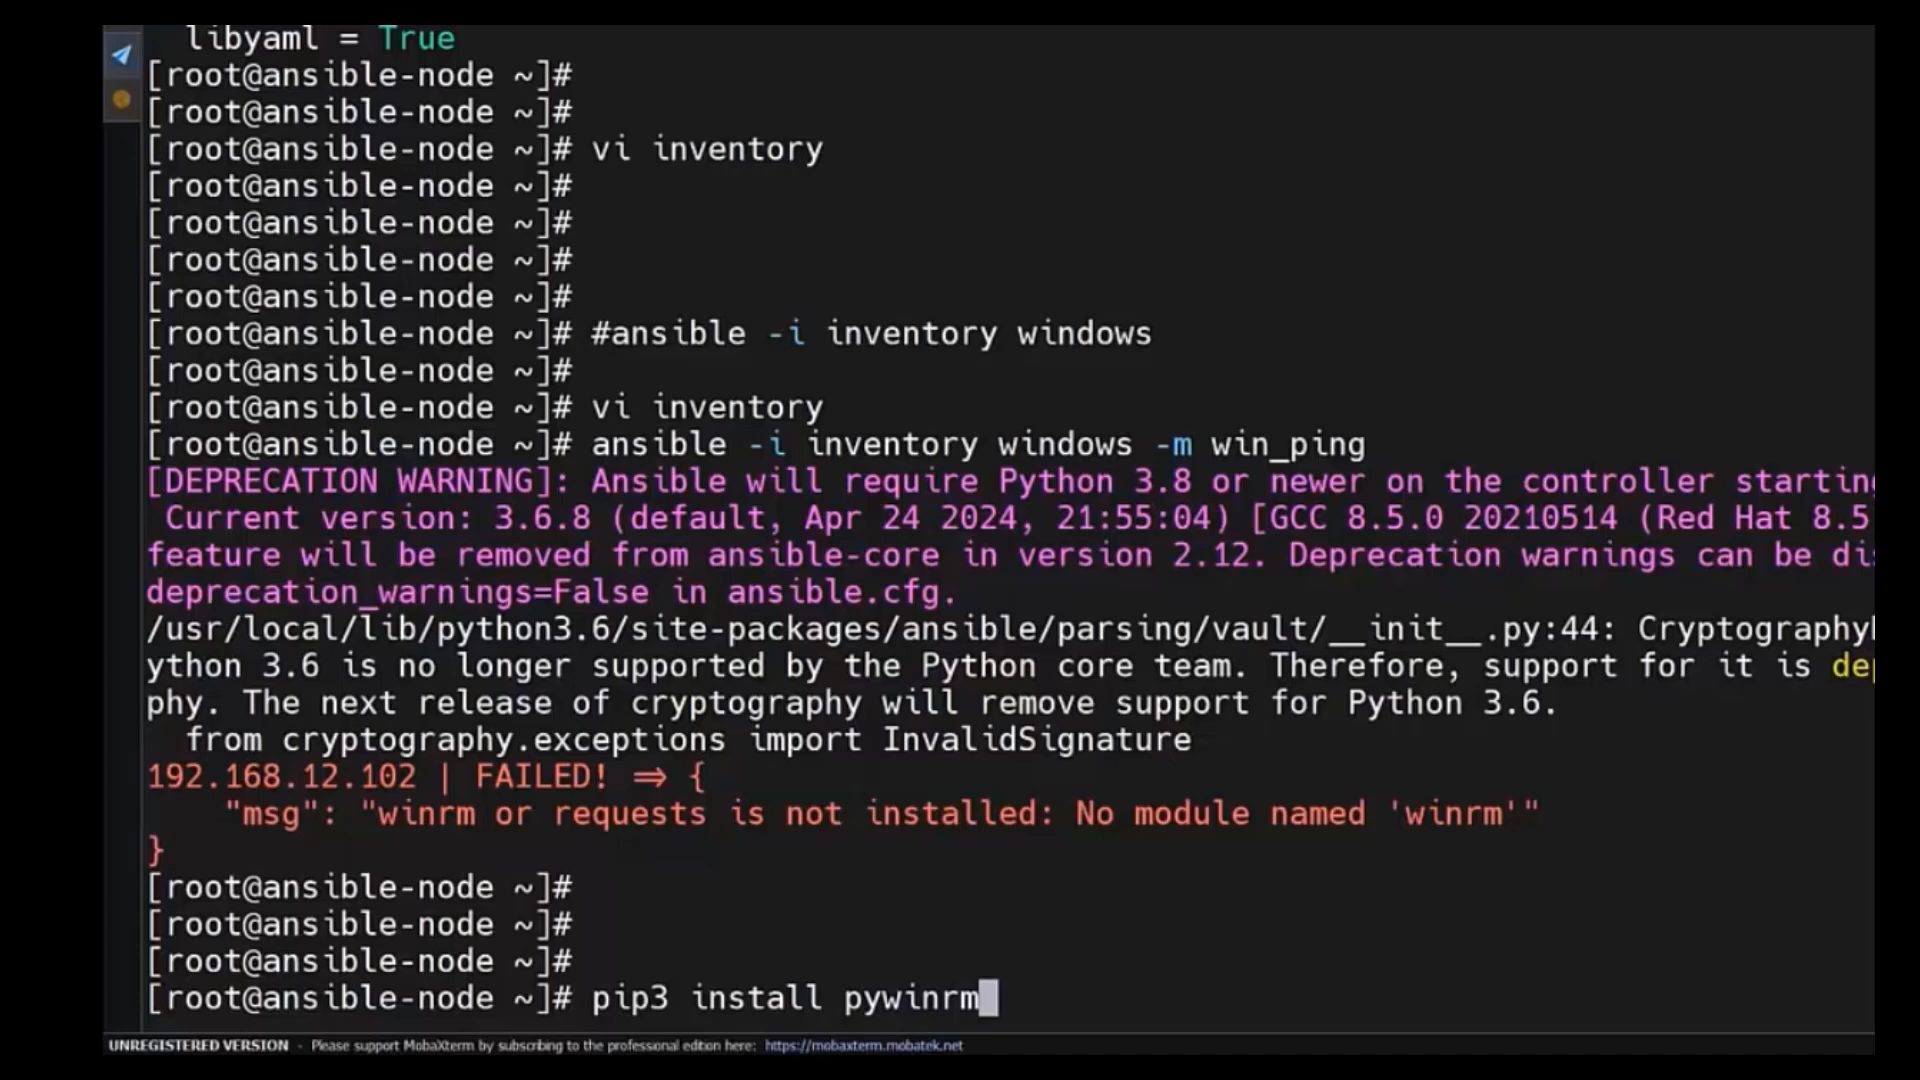 libyaml = True
[root@ansible-node ~]#
[root@ansible-node ~]#
[root@ansible-node ~]# vi inventory
[root@ansible-node ~]#
[root@ansible-node ~]#
[root@ansible-node ~]#
[root@ansible-node ~]#
[root@ansible-node ~]# #ansible -i inventory windows
[root@ansible-node ~]#
[root@ansible-node ~]# vi inventory
[root@ansible-node ~]# ansible -i inventory windows -m win_ping
[DEPRECATION WARNING]: Ansible will require Python 3.8 or newer on the controller
Current version: 3.6.8 (default, Apr 24 2024, 21:55:04) [GCC 8.5.0 20210514 (Red Hat 8.5
feature will be removed from ansible-core in version 2.12. Deprecation warnings can be
deprecation_warnings=False in ansible.cfg.
/usr/local/lib/python3.6/site-packages/ansible/parsing/vault/__init__.py:44: Cryptography
ython 3.6 is no longer supported by the Python core team. Therefore, support for it is
phy. The next release of cryptography will remove support for Python 3.6.
from cryptography.exceptions import InvalidSignature
192.168.12.102 | FAILED! => {
"msg": "winrm or requests is not installed: No module named 'winrm'"
}
[root@ansible-node ~]#
[root@ansible-node ~]#
[root@ansible-node ~]#
[root@ansible-node ~]# pip3 install pywinrm
UNREGISTERED VERSION - Please support MobaXterm by subscribing to the professional edition here: https://mobaxterm.mobatek.net